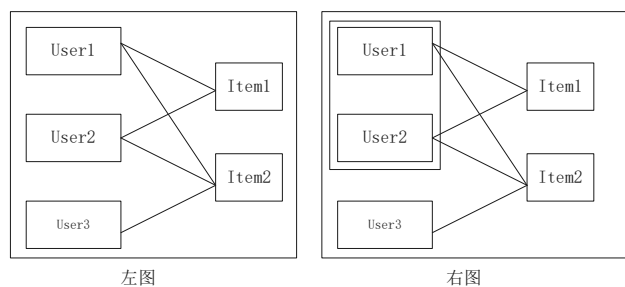 User1
Item1
User2
Item2
User3
左图
User1
Item1
User2
Item2
User3
右图